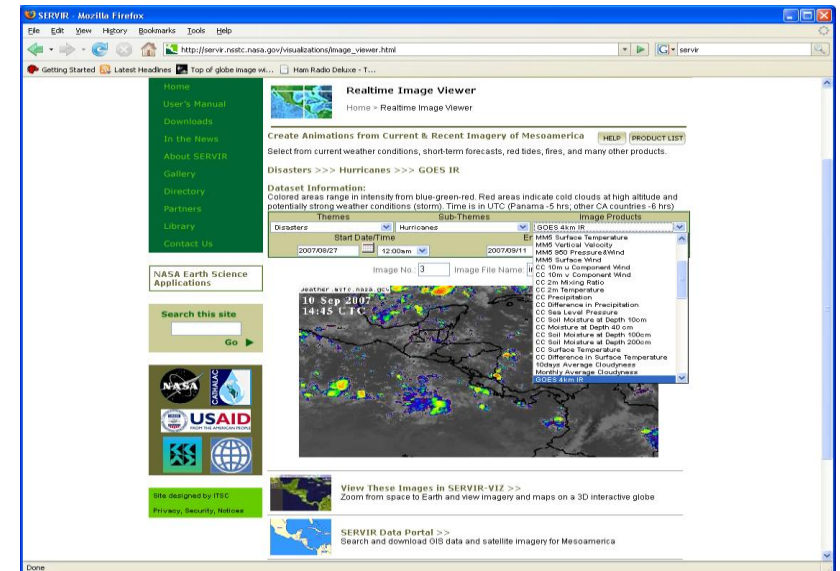 SERVIR - Mozilla Firefox
File Edit View History Bookmarks Tools Help
http://servir.nsstc.nasa.gov/visualizations/image_viewer.html
servir
Getting Started Latest Headlines Top of globe image wi... Ham Radio Deluxe - T...
Home
User's Manual
Downloads
In the News
About SERVIR
Gallery
Directory
Partners
Library
Contact Us
NASA Earth Science
Applications
Search this site
Go
NASA
CATHALAC
USAID
FROM THE AMERICAN PEOPLE
Site designed by ITSC
Privacy, Security, Notices
Realtime Image Viewer
Home » Realtime Image Viewer
Create Animations from Current & Recent Imagery of Mesoamerica HELP PRODUCT LIST
Select from current weather conditions, short-term forecasts, red tides, fires, and many other products.
Disasters >>> Hurricanes >>> GOES IR
Dataset Information:
Colored areas range in intensity from blue-green-red. Red areas indicate cold clouds at high altitude and
potentially strong weather conditions (storm). Time is in UTC (Panama -5 hrs; other CA countries -6 hrs)
Themes Sub-Themes Image Products
Disasters Hurricanes GOES 4km IR
Start Date/Time En
2007/08/27 12:00am 2007/09/11
Image No.: 3 Image File Name:
MM5 Surface Temperature
MM5 Vertical Velocity
MM5 950 Pressure&Wind
MM5 Surface Wind
CC 10m u Component Wind
CC 10m v Component Wind
CC 2m Mixing Ratio
CC 2m Temperature
CC Precipitation
CC Difference in Precipitation
CC Sea Level Pressure
CC Soil Moisture at Depth 10cm
CC Moisture at Depth 40 cm
CC Soil Moisture at Depth 100cm
CC Soil Moisture at Depth 200cm
CC Surface Temperature
CC Difference in Surface Temperature
10days Average Cloudyness
Monthly Average Cloudyness
GOES 4km IR
weather.nstc.nasa.gov
10 Sep 2007
14:45 UTC
View These Images in SERVIR-VIZ >>
Zoom from space to Earth and view imagery and maps on a 3D interactive globe
SERVIR Data Portal >>
Search and download GIS data and satellite imagery for Mesoamerica
Done